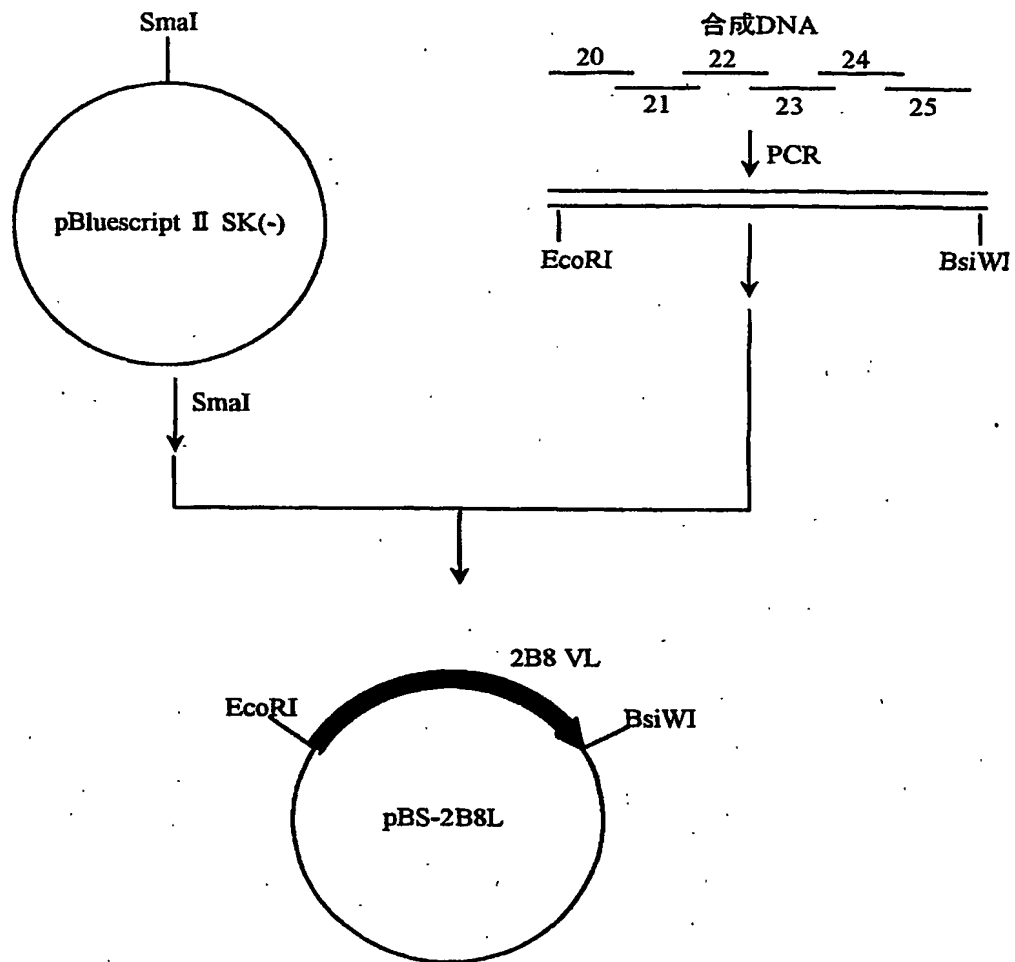 SmaI
合成DNA
20 22 24
21 23 25
PCR
pBluescript II SK(-)
EcoRI BsiWI
SmaI
2B8 VL
EcoRI BsiWI
pBS-2B8L